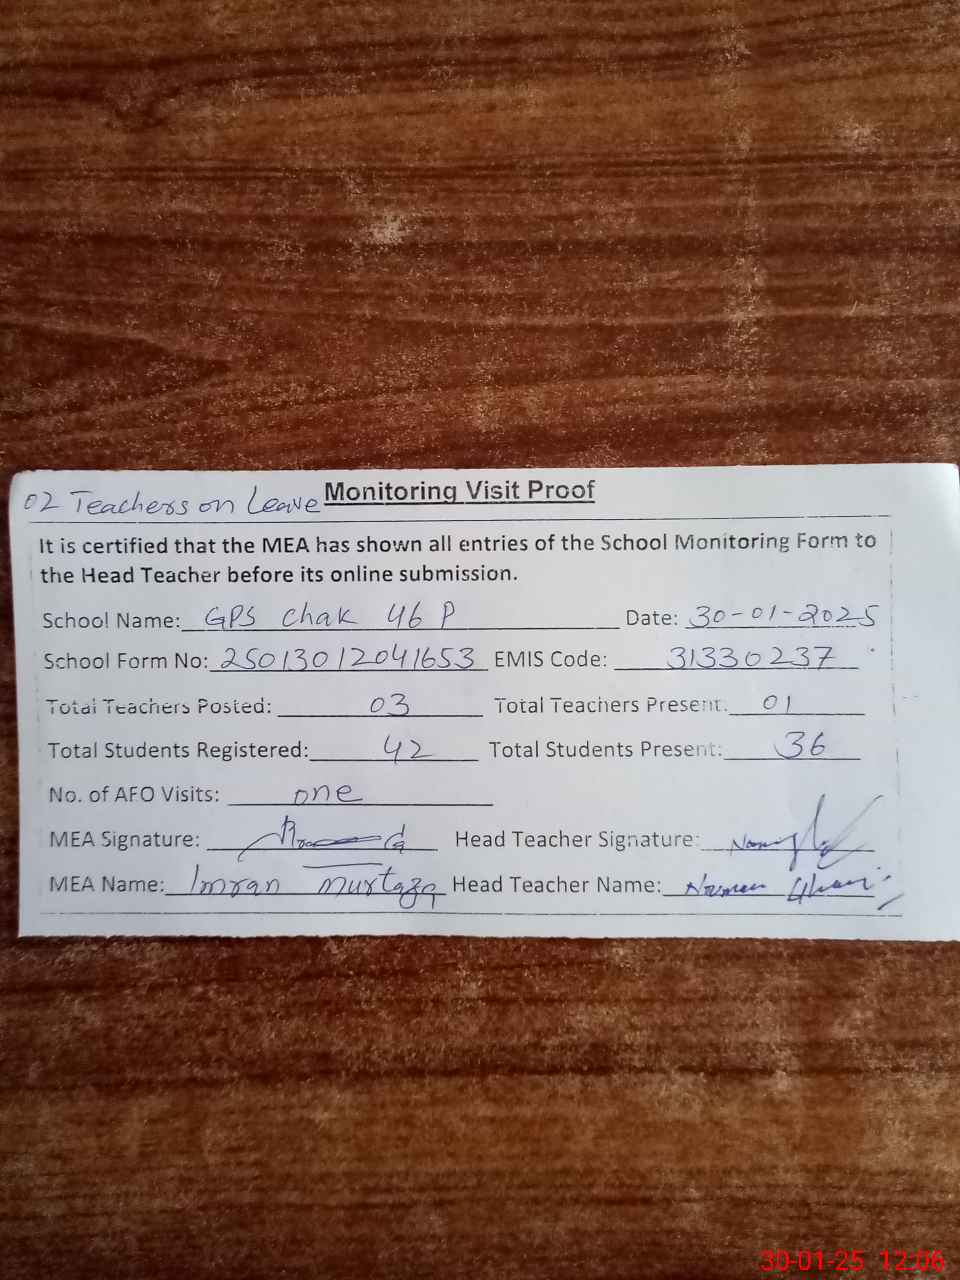 02 Teachers on Leave Monitoring Visit Proof
It is certified that the MEA has shown all entries of the School Monitoring Form to
the Head Teacher before its online submission.
School Name: GPS Chak 46 P Date: 30-01-2025
School Form No: 25013012041653 EMIS Code: 31330237
Total Teachers Posted: 03 Total Teachers Present: 01
Total Students Registered: 42 Total Students Present: 36
No. of AEO Visits: one
MEA Signature: Head Teacher Signature:
MEA Name: Imran Murtaza Head Teacher Name: Noman Ghani
30-01-25 12:06